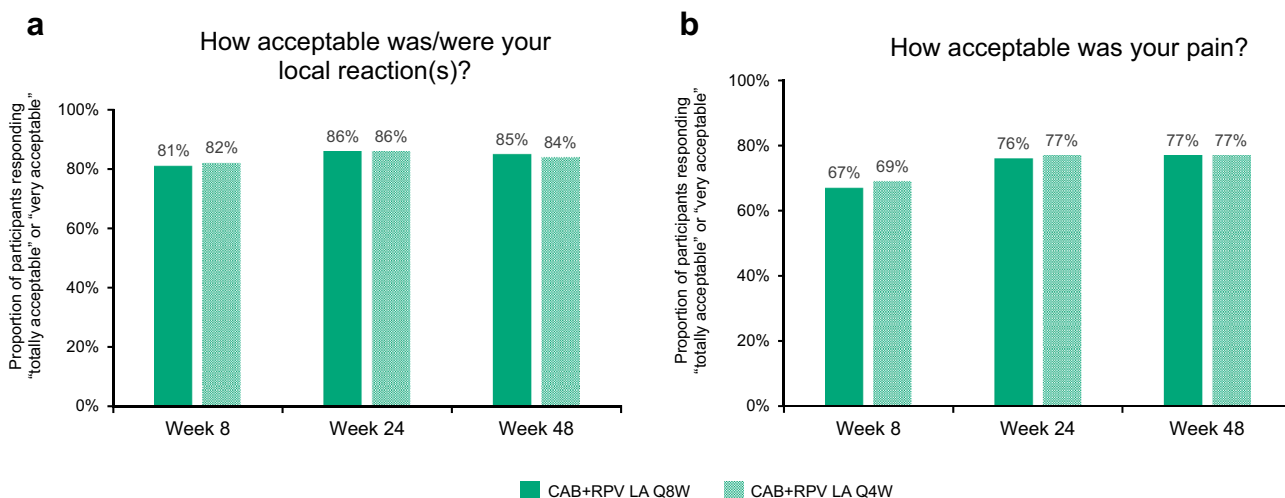 a
How acceptable was/were your
local reaction(s)?
Proportion of participants responding
“totally acceptable” or “very acceptable”
100%
80%
60%
40%
20%
0%
81%
82%
86%
86%
85%
84%
Week 8
Week 24
Week 48
b
How acceptable was your pain?
Proportion of participants responding
“totally acceptable” or “very acceptable”
100%
80%
60%
40%
20%
0%
67%
69%
76%
77%
77%
77%
Week 8
Week 24
Week 48
CAB+RPV LA Q8W
CAB+RPV LA Q4W